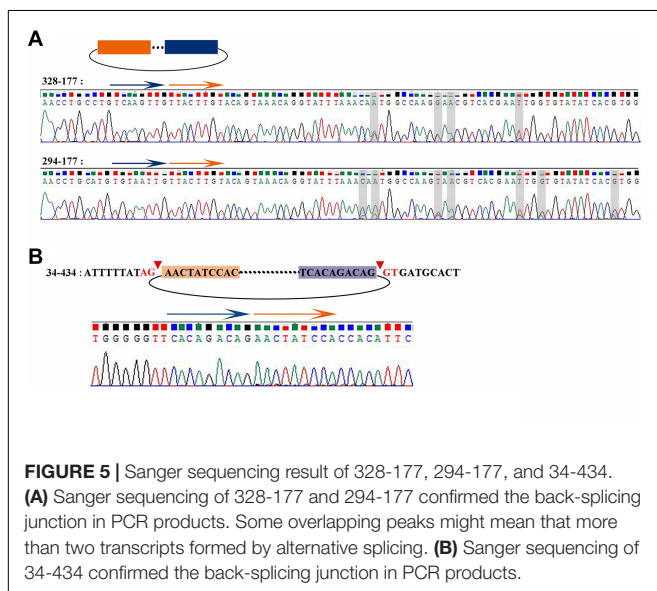 A
328-177 :
AACCTGCCTGTCAAGTTGTTACTTGTACAGTAAACAGGTATTTAAACAATGGCCAAGGAACGTCACGAATTGGTGTATATCACGTGG
294-177 :
AACCTGCATGTGTAATTGTTACTTGTACAGTAAACAGGTATTTAAACAATGGCCAAGTAACGTCACGAATTGGTGTATATCACGTGG
B
34-434 : ATTTTTATAG AACTATCCAC TCACAGACAG GTGATGCACT
TGGGGGTTCACAGACAGAACTATCCACCACATTC
FIGURE 5 | Sanger sequencing result of 328-177, 294-177, and 34-434.
(A) Sanger sequencing of 328-177 and 294-177 confirmed the back-splicing
junction in PCR products. Some overlapping peaks might mean that more
than two transcripts formed by alternative splicing. (B) Sanger sequencing of
34-434 confirmed the back-splicing junction in PCR products.